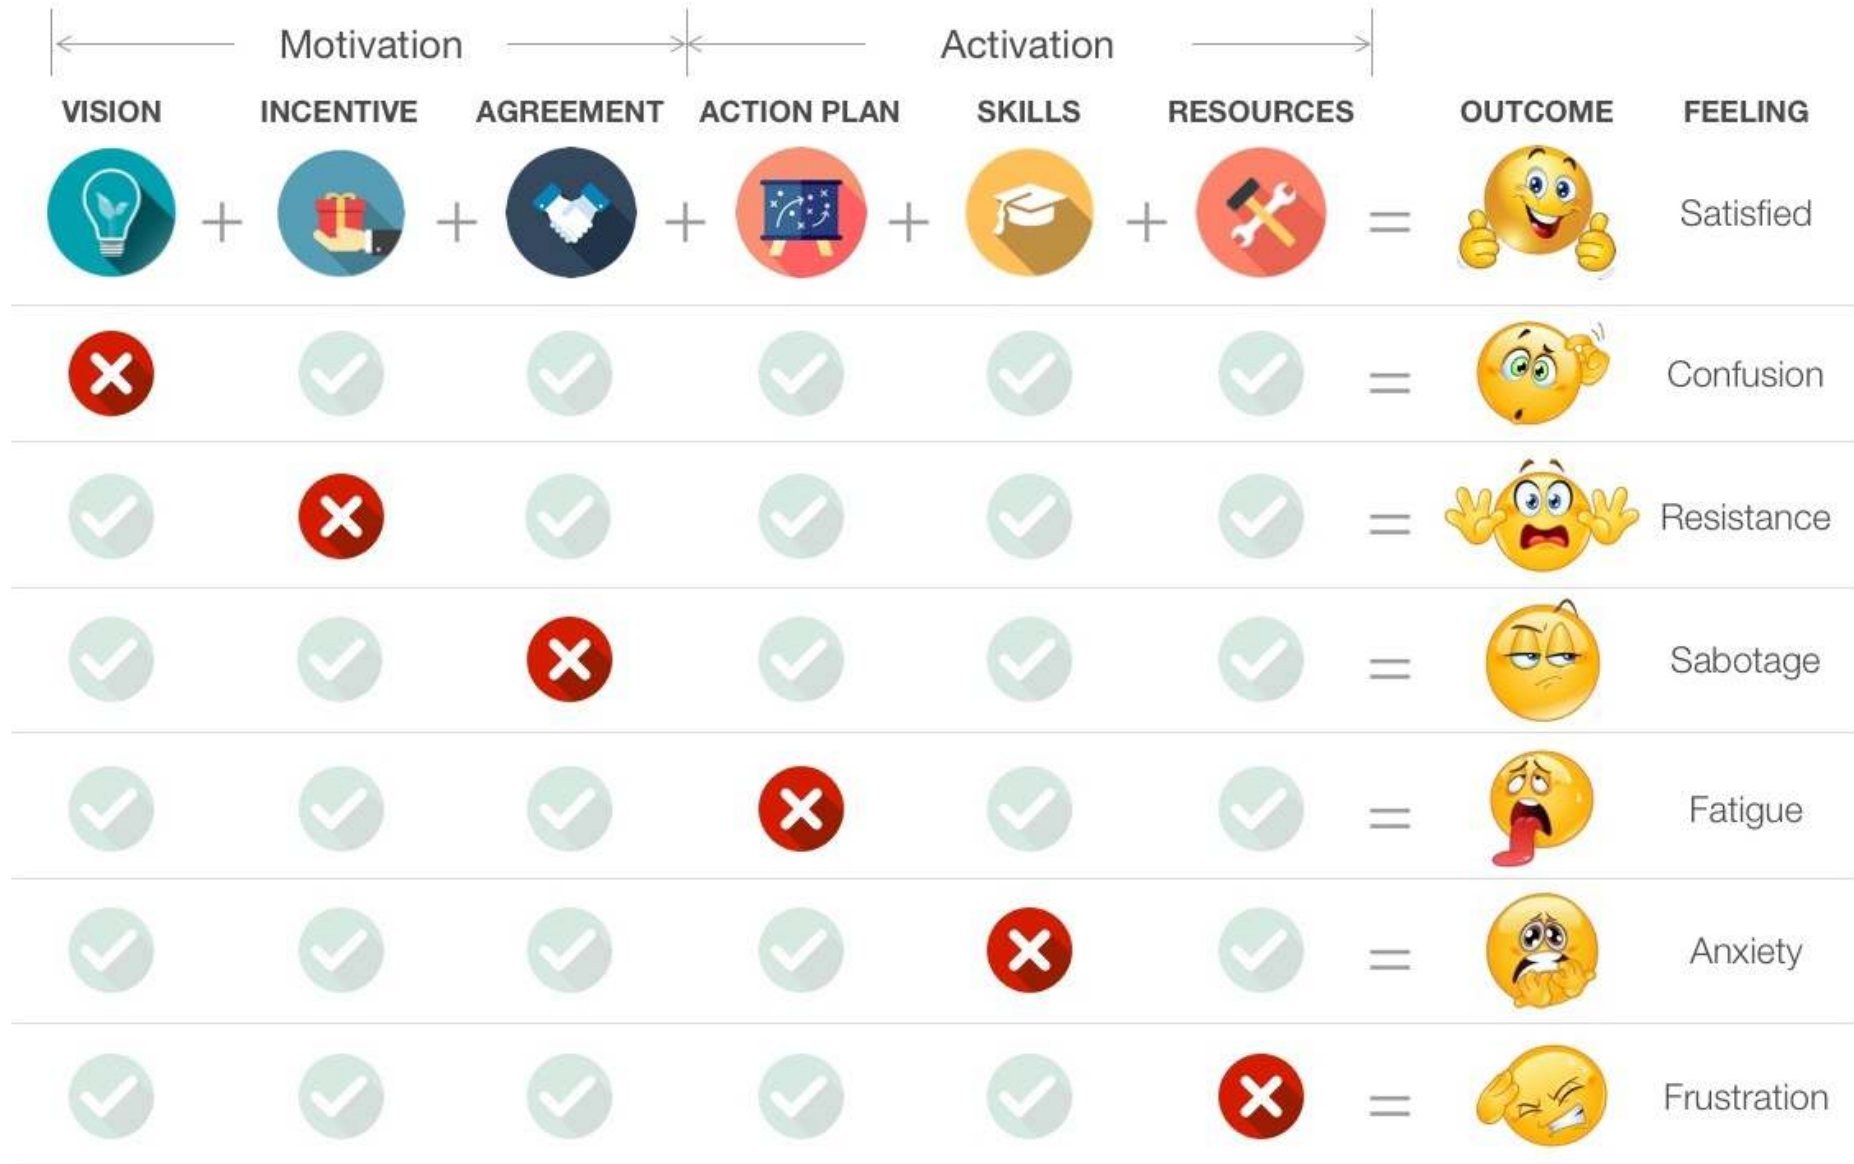 Motivation Activation
VISION INCENTIVE AGREEMENT ACTION PLAN SKILLS RESOURCES OUTCOME FEELING
+ + + + + = Satisfied
= Confusion
= Resistance
= Sabotage
= Fatigue
= Anxiety
= Frustration